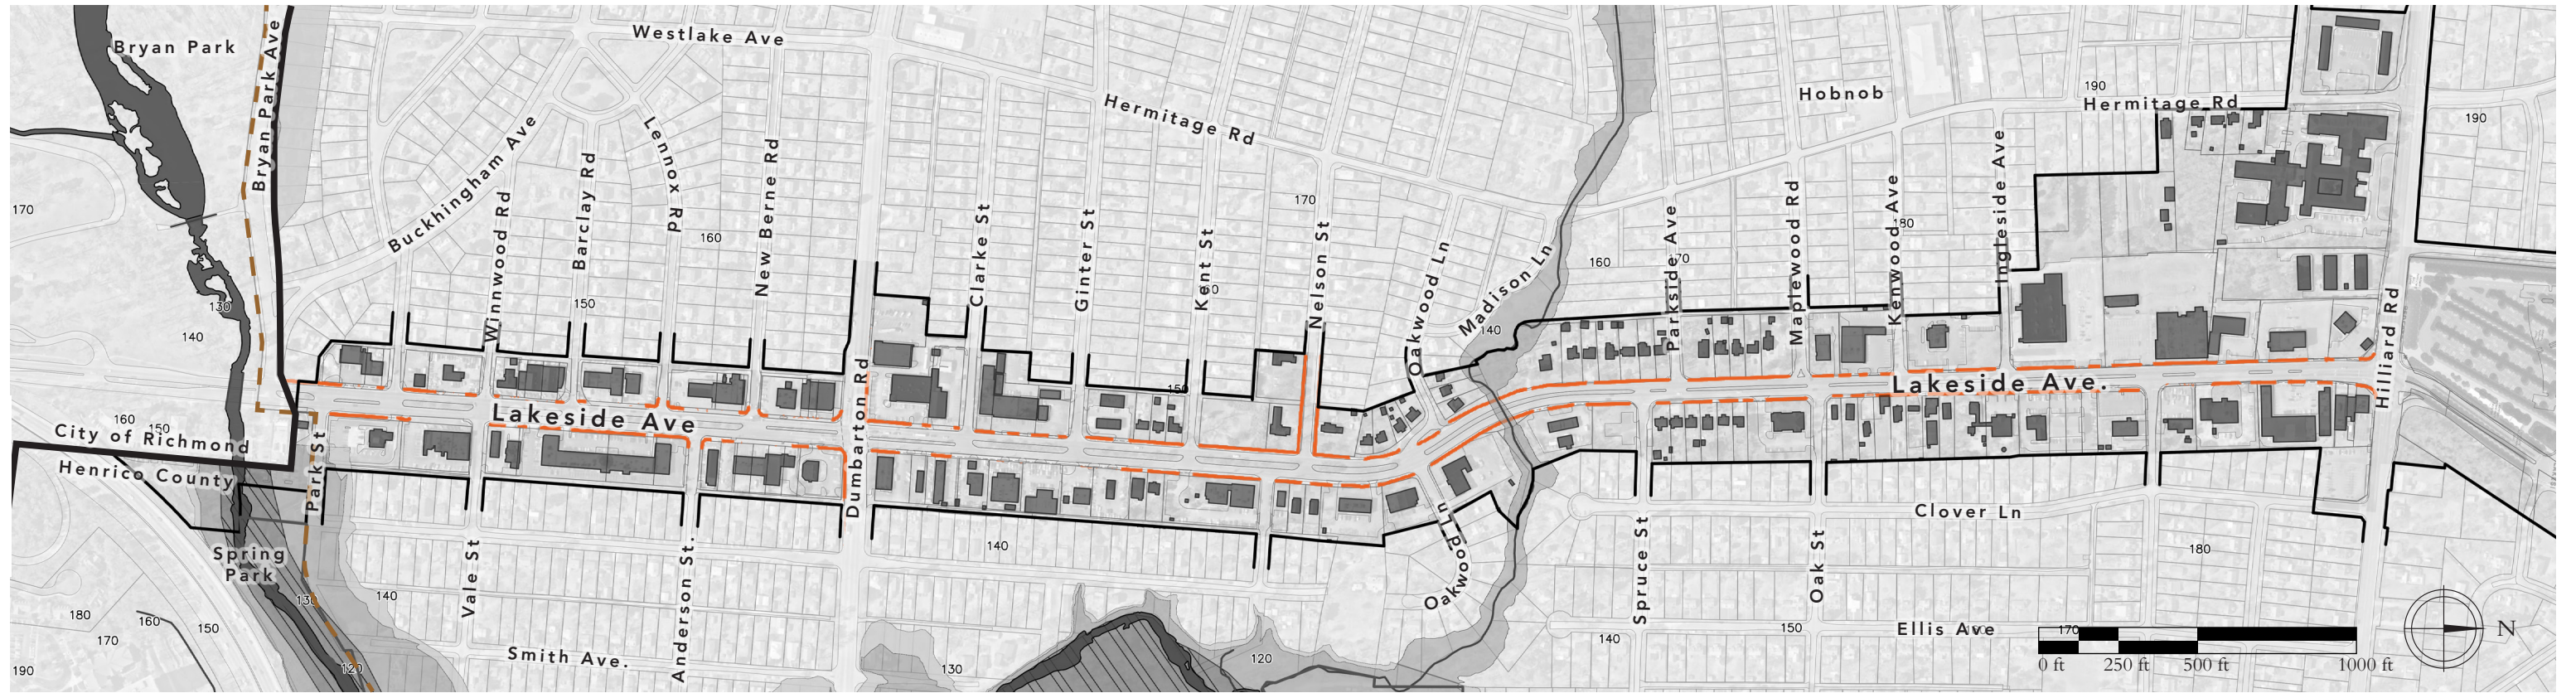 Bryan Park
Bryan Park Ave
Westlake Ave
Hermitage Rd
Hobnob
190
Hermitage Rd
190
170
Buckhingham Ave
Winnwood Rd
Barclay Rd
Lennox Rd
160
New Berne Rd
Clarke St
Ginter St
Kent St
170
Nelson St
Oakwood Ln
Madison Ln
160
Parkside Ave
70
Maplewood Rd
Kenwood Ave
180
Ingleside Ave
130
140
150
140
150
Lakeside Ave
Lakeside Ave.
Hilliard Rd
160
150
City of Richmond
Henrico County
Park St
Dumbarton Rd
Spring
Park
Vale St
Anderson St.
140
Oakwood Ln
Spruce St
Oak St
Clover Ln
180
130
140
180
160
170
150
190
120
Smith Ave.
130
120
140
150
Ellis Ave
170
0 ft
250 ft
500 ft
1000 ft
N